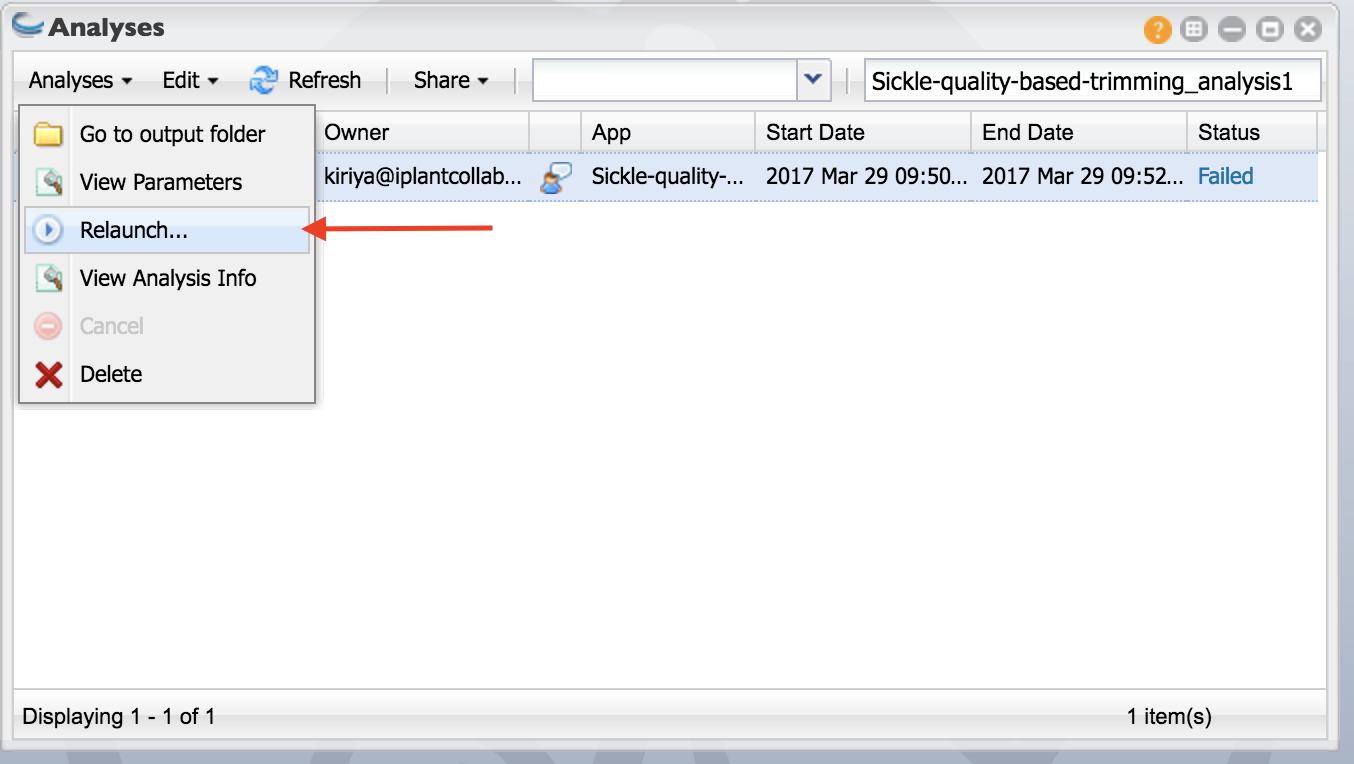 Analyses
Analyses Edit Refresh Share Sickle-quality-based-trimming_analysis1
Owner App Start Date End Date Status
kiriya@iplantcollab... Sickle-quality-... 2017 Mar 29 09:50... 2017 Mar 29 09:52... Failed
Go to output folder
View Parameters
Relaunch...
View Analysis Info
Cancel
Delete
Displaying 1 - 1 of 1 1 item(s)